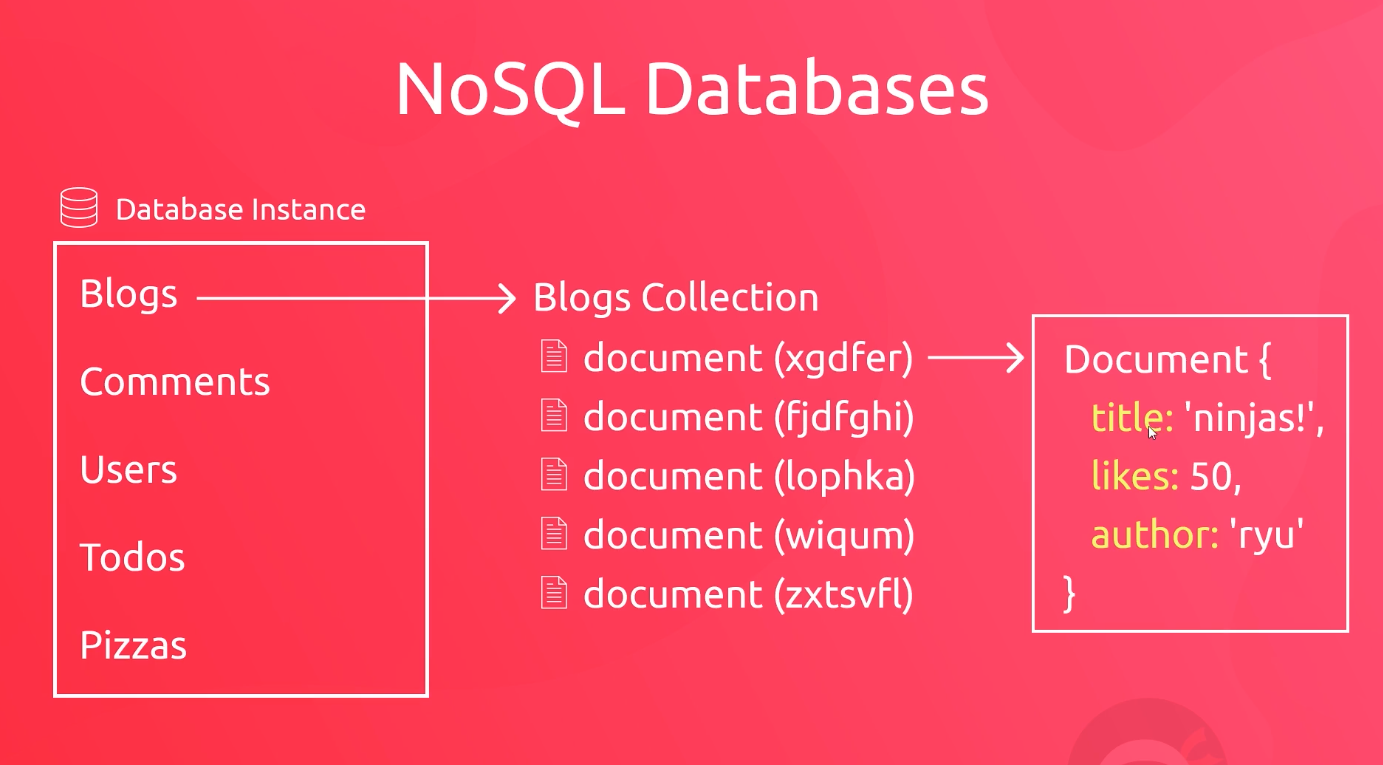 NoSQL Databases
Database Instance
Blogs
Comments
Users
Todos
Pizzas
Blogs Collection
document (xgdfer)
document (fjdfghi)
document (lophka)
document (wiqum)
document (zxtsvfl)
Document {
title: 'ninjas!',
likes: 50,
author: 'ryu'
}